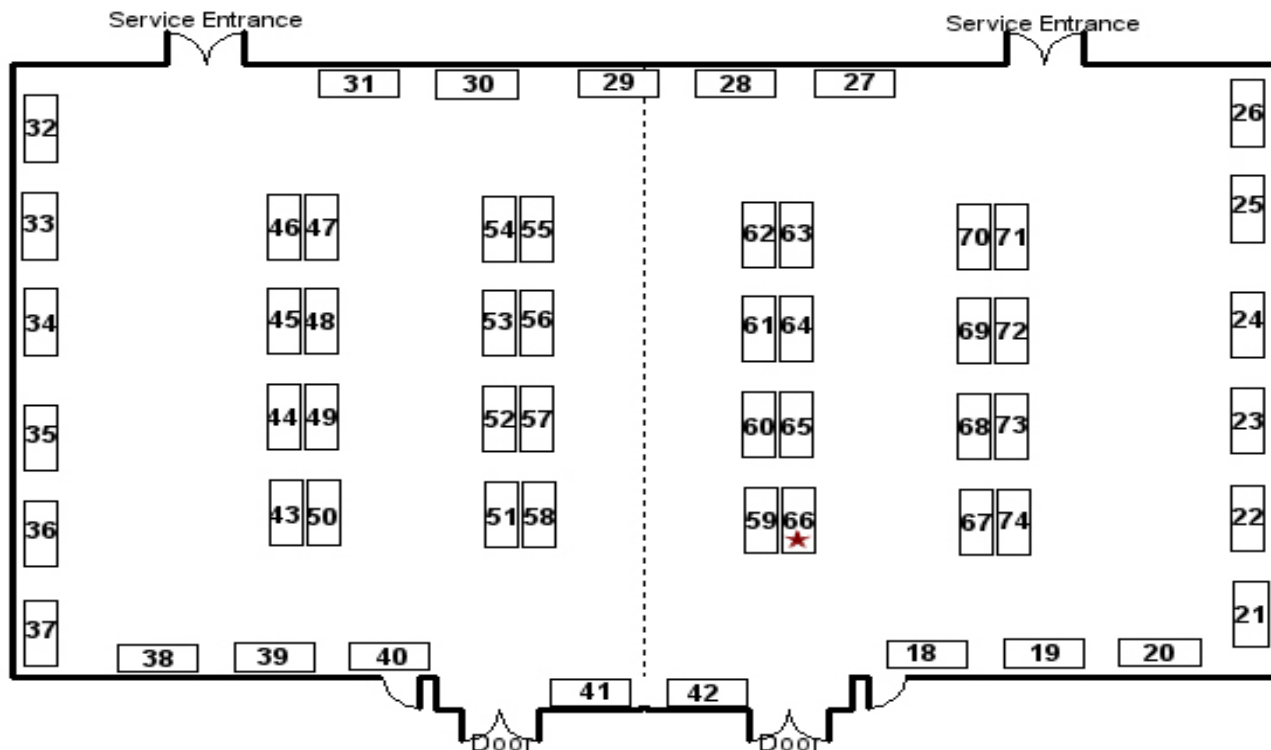 Service Entrance Service Entrance
31 30 29 28 27
32 26
33 25
46 47 54 55 62 63 70 71
34 45 48 53 56 61 64 69 72 24
35 44 49 52 57 60 65 68 73 23
36 43 50 51 58 59 66 67 74 22
37 21
38 39 40 18 19 20
41 42
Door Door